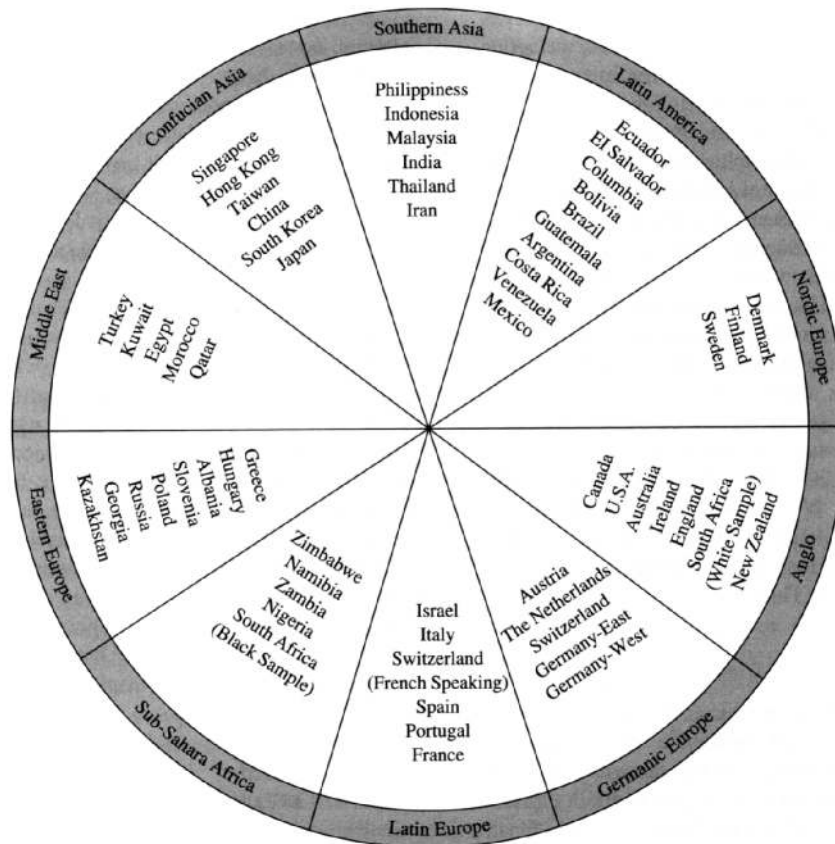 Southern Asia
Philippiness
Indonesia
Malaysia
India
Thailand
Iran
Latin America
Ecuador
El Salvador
Columbia
Bolivia
Brazil
Guatemala
Argentina
Costa Rica
Venezuela
Mexico
Nordic Europe
Denmark
Finland
Sweden
Anglo
Canada
U.S.A.
Australia
Ireland
England
South Africa
(White Sample)
New Zealand
Germanic Europe
Austria
The Netherlands
Switzerland
Germany-East
Germany-West
Latin Europe
Israel
Italy
Switzerland
(French Speaking)
Spain
Portugal
France
Sub-Sahara Africa
Zimbabwe
Namibia
Zambia
Nigeria
South Africa
(Black Sample)
Eastern Europe
Greece
Hungary
Albania
Slovenia
Poland
Russia
Georgia
Kazakhstan
Middle East
Turkey
Kuwait
Egypt
Morocco
Qatar
Confucian Asia
Singapore
Hong Kong
Taiwan
China
South Korea
Japan